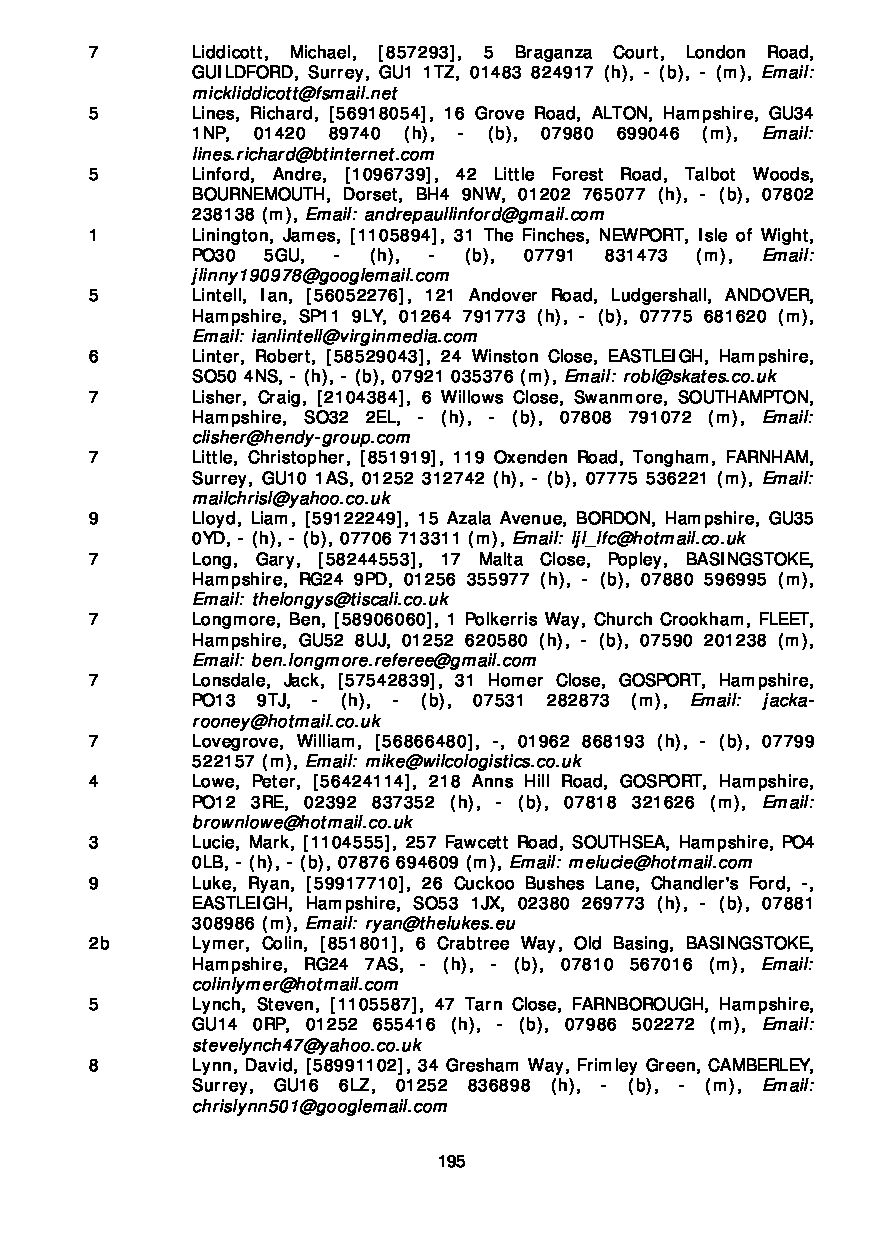 7 Liddicott, Michael, [857293], 5 Braganza Court, London Road,
GUILDFORD, Surrey, GU1 1TZ, 01483 824917 (h), - (b), - (m), Email:
mickliddicott@fsmail.net
5 Lines, Richard, [56918054], 16 Grove Road, ALTON, Hampshire, GU34
1NP, 01420 89740 (h), - (b), 07980 699046 (m), Email:
lines.richard@btinternet.com
5 Linford, Andre, [1096739], 42 Little Forest Road, Talbot Woods,
BOURNEMOUTH, Dorset, BH4 9NW, 01202 765077 (h), - (b), 07802
238138 (m), Email: andrepaullinford@gmail.com
1 Linington, James, [1105894], 31 The Finches, NEWPORT, Isle of Wight,
PO30 5GU, - (h), - (b), 07791 831473 (m), Email:
jlinny190978@googlemail.com
5 Lintell, Ian, [56052276], 121 Andover Road, Ludgershall, ANDOVER,
Hampshire, SP11 9LY, 01264 791773 (h), - (b), 07775 681620 (m),
Email: ianlintell@virginmedia.com
6 Linter, Robert, [58529043], 24 Winston Close, EASTLEIGH, Hampshire,
SO50 4NS, - (h), - (b), 07921 035376 (m), Email: robl@skates.co.uk
7 Lisher, Craig, [2104384], 6 Willows Close, Swanmore, SOUTHAMPTON,
Hampshire, SO32 2EL, - (h), - (b), 07808 791072 (m), Email:
clisher@hendy-group.com
7 Little, Christopher, [851919], 119 Oxenden Road, Tongham, FARNHAM,
Surrey, GU10 1AS, 01252 312742 (h), - (b), 07775 536221 (m), Email:
mailchrisl@yahoo.co.uk
9 Lloyd, Liam, [59122249], 15 Azala Avenue, BORDON, Hampshire, GU35
0YD, - (h), - (b), 07706 713311 (m), Email: ljl_lfc@hotmail.co.uk
7 Long, Gary, [58244553], 17 Malta Close, Popley, BASINGSTOKE,
Hampshire, RG24 9PD, 01256 355977 (h), - (b), 07880 596995 (m),
Email: thelongys@tiscali.co.uk
7 Longmore, Ben, [58906060], 1 Polkerris Way, Church Crookham, FLEET,
Hampshire, GU52 8UJ, 01252 620580 (h), - (b), 07590 201238 (m),
Email: ben.longmore.referee@gmail.com
7 Lonsdale, Jack, [57542839], 31 Homer Close, GOSPORT, Hampshire,
PO13 9TJ, - (h), - (b), 07531 282873 (m), Email: jacka-
rooney@hotmail.co.uk
7 Lovegrove, William, [56866480], -, 01962 868193 (h), - (b), 07799
522157 (m), Email: mike@wilcologistics.co.uk
4 Lowe, Peter, [56424114], 218 Anns Hill Road, GOSPORT, Hampshire,
PO12 3RE, 02392 837352 (h), - (b), 07818 321626 (m), Email:
brownlowe@hotmail.co.uk
3 Lucie, Mark, [1104555], 257 Fawcett Road, SOUTHSEA, Hampshire, PO4
0LB, - (h), - (b), 07876 694609 (m), Email: melucie@hotmail.com
9 Luke, Ryan, [59917710], 26 Cuckoo Bushes Lane, Chandler's Ford, -,
EASTLEIGH, Hampshire, SO53 1JX, 02380 269773 (h), - (b), 07881
308986 (m), Email: ryan@thelukes.eu
2b Lymer, Colin, [851801], 6 Crabtree Way, Old Basing, BASINGSTOKE,
Hampshire, RG24 7AS, - (h), - (b), 07810 567016 (m), Email:
colinlymer@hotmail.com
5 Lynch, Steven, [1105587], 47 Tarn Close, FARNBOROUGH, Hampshire,
GU14 0RP, 01252 655416 (h), - (b), 07986 502272 (m), Email:
stevelynch47@yahoo.co.uk
8 Lynn, David, [58991102], 34 Gresham Way, Frimley Green, CAMBERLEY,
Surrey, GU16 6LZ, 01252 836898 (h), - (b), - (m), Email:
chrislynn501@googlemail.com
195